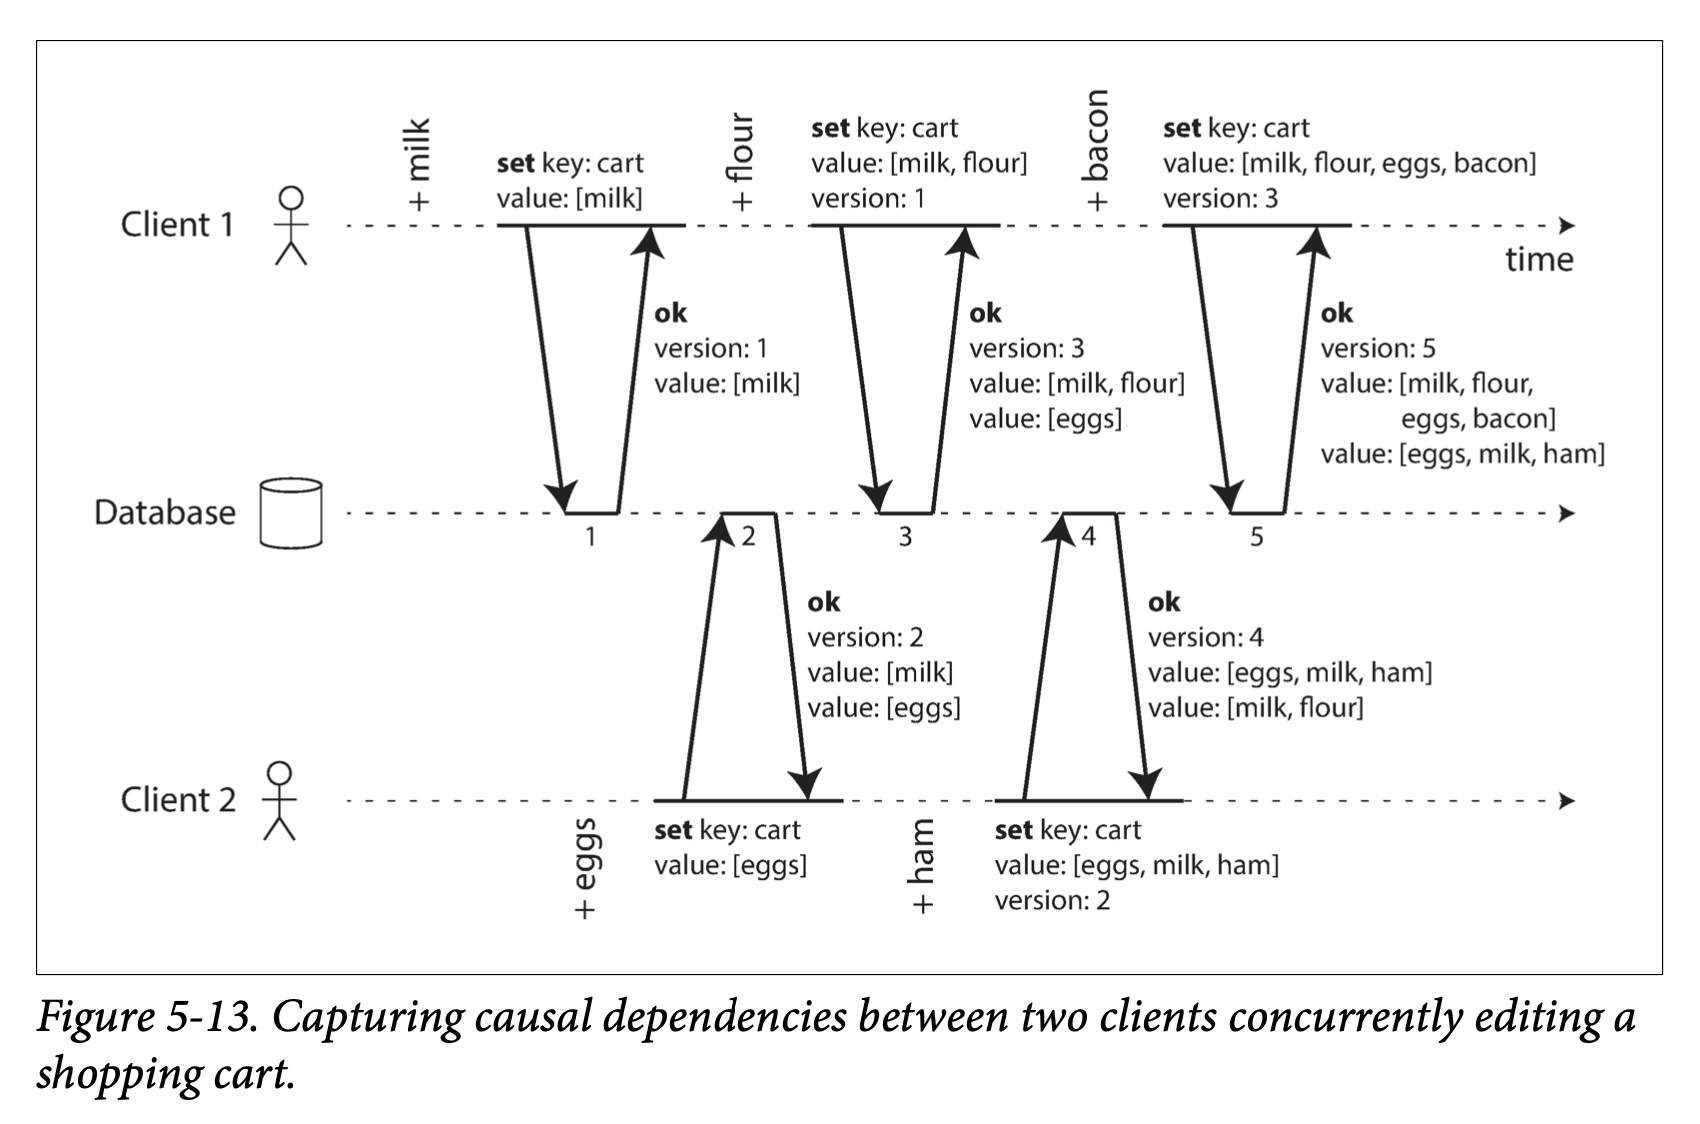 + milk
set key: cart
value: [milk]
+ flour
set key: cart
value: [milk, flour]
version: 1
+ bacon
set key: cart
value: [milk, flour, eggs, bacon]
version: 3
Client 1
time
ok
version: 1
value: [milk]
ok
version: 3
value: [milk, flour]
value: [eggs]
ok
version: 5
value: [milk, flour,
eggs, bacon]
value: [eggs, milk, ham]
Database
1
2
3
4
5
ok
version: 2
value: [milk]
value: [eggs]
ok
version: 4
value: [eggs, milk, ham]
value: [milk, flour]
Client 2
+ eggs
set key: cart
value: [eggs]
+ ham
set key: cart
value: [eggs, milk, ham]
version: 2
Figure 5-13. Capturing causal dependencies between two clients concurrently editing a
shopping cart.